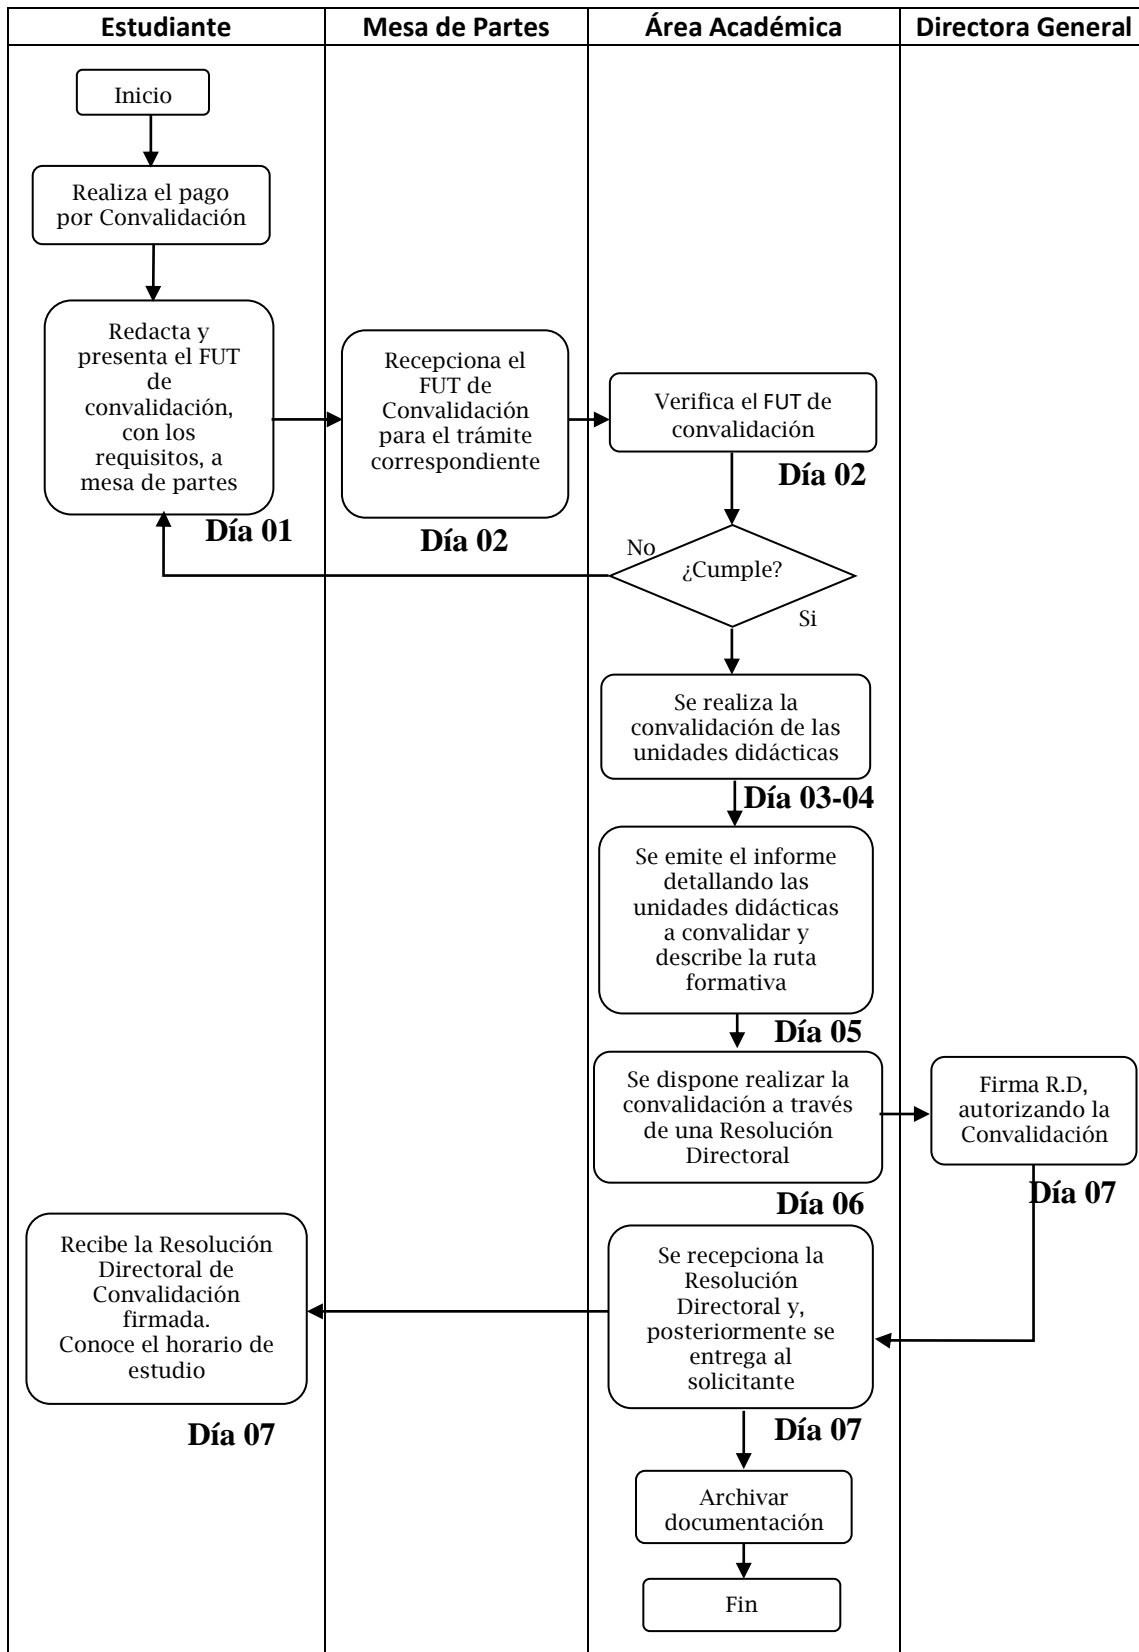 Estudiante
Mesa de Partes
Área Académica
Directora General
Inicio
Realiza el pago
por Convalidación
Redacta y
presenta el FUT
de
convalidación,
con los
requisitos, a
mesa de partes
Día 01
Recepciona el
FUT de
Convalidación
para el trámite
correspondiente
Día 02
Verifica el FUT de
convalidación
Día 02
¿Cumple?
No
Si
Se realiza la
convalidación de las
unidades didácticas
Día 03-04
Se emite el informe
detallando las
unidades didácticas
a convalidar y
describe la ruta
formativa
Día 05
Se dispone realizar la
convalidación a través
de una Resolución
Directoral
Día 06
Firma R.D,
autorizando la
Convalidación
Día 07
Se recepciona la
Resolución
Directoral y,
posteriormente se
entrega al
solicitante
Día 07
Recibe la Resolución
Directoral de
Convalidación
firmada.
Conoce el horario de
estudio
Día 07
Archivar
documentación
Fin